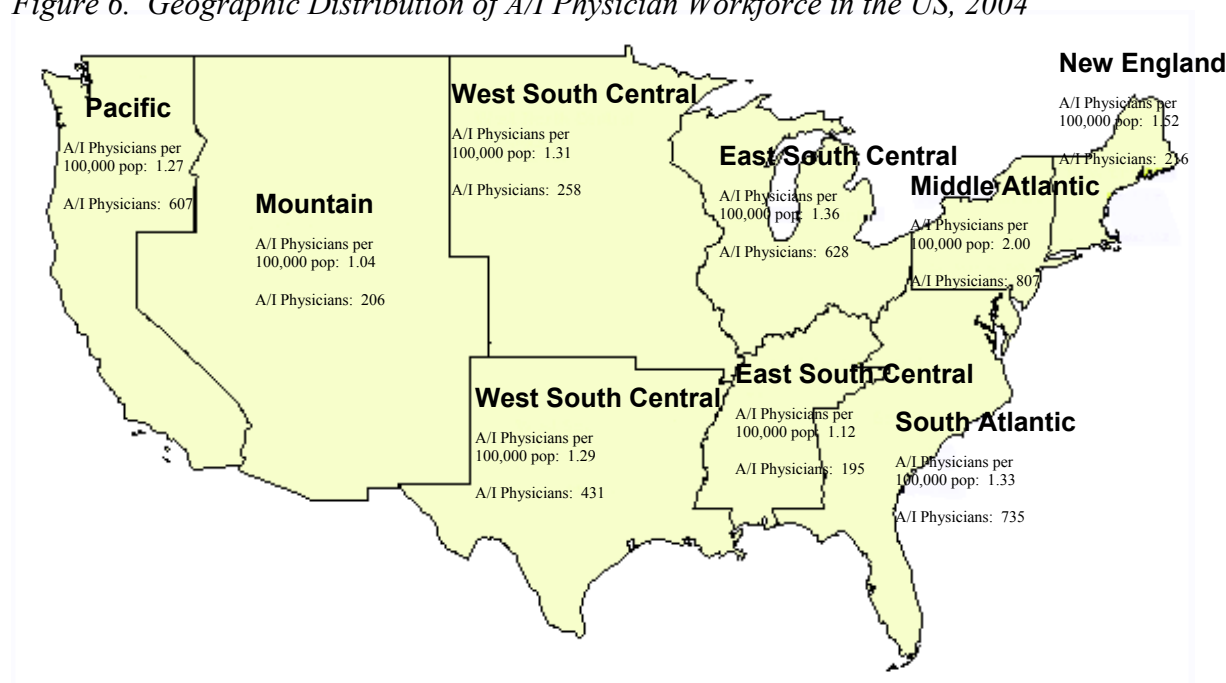 Figure 6. Geographic Distribution of A/I Physician Workforce in the US, 2004
New England
A/I Physicians per
100,000 pop: 1.52
A/I Physicians: 216
Pacific
A/I Physicians per
100,000 pop: 1.27
A/I Physicians: 607
West South Central
A/I Physicians per
100,000 pop: 1.31
A/I Physicians: 258
East South Central
A/I Physicians per
100,000 pop: 1.36
A/I Physicians: 628
Middle Atlantic
A/I Physicians per
100,000 pop: 2.00
A/I Physicians: 807
Mountain
A/I Physicians per
100,000 pop: 1.04
A/I Physicians: 206
West South Central
A/I Physicians per
100,000 pop: 1.29
A/I Physicians: 431
East South Central
A/I Physicians per
100,000 pop: 1.12
A/I Physicians: 195
South Atlantic
A/I Physicians per
100,000 pop: 1.33
A/I Physicians: 735